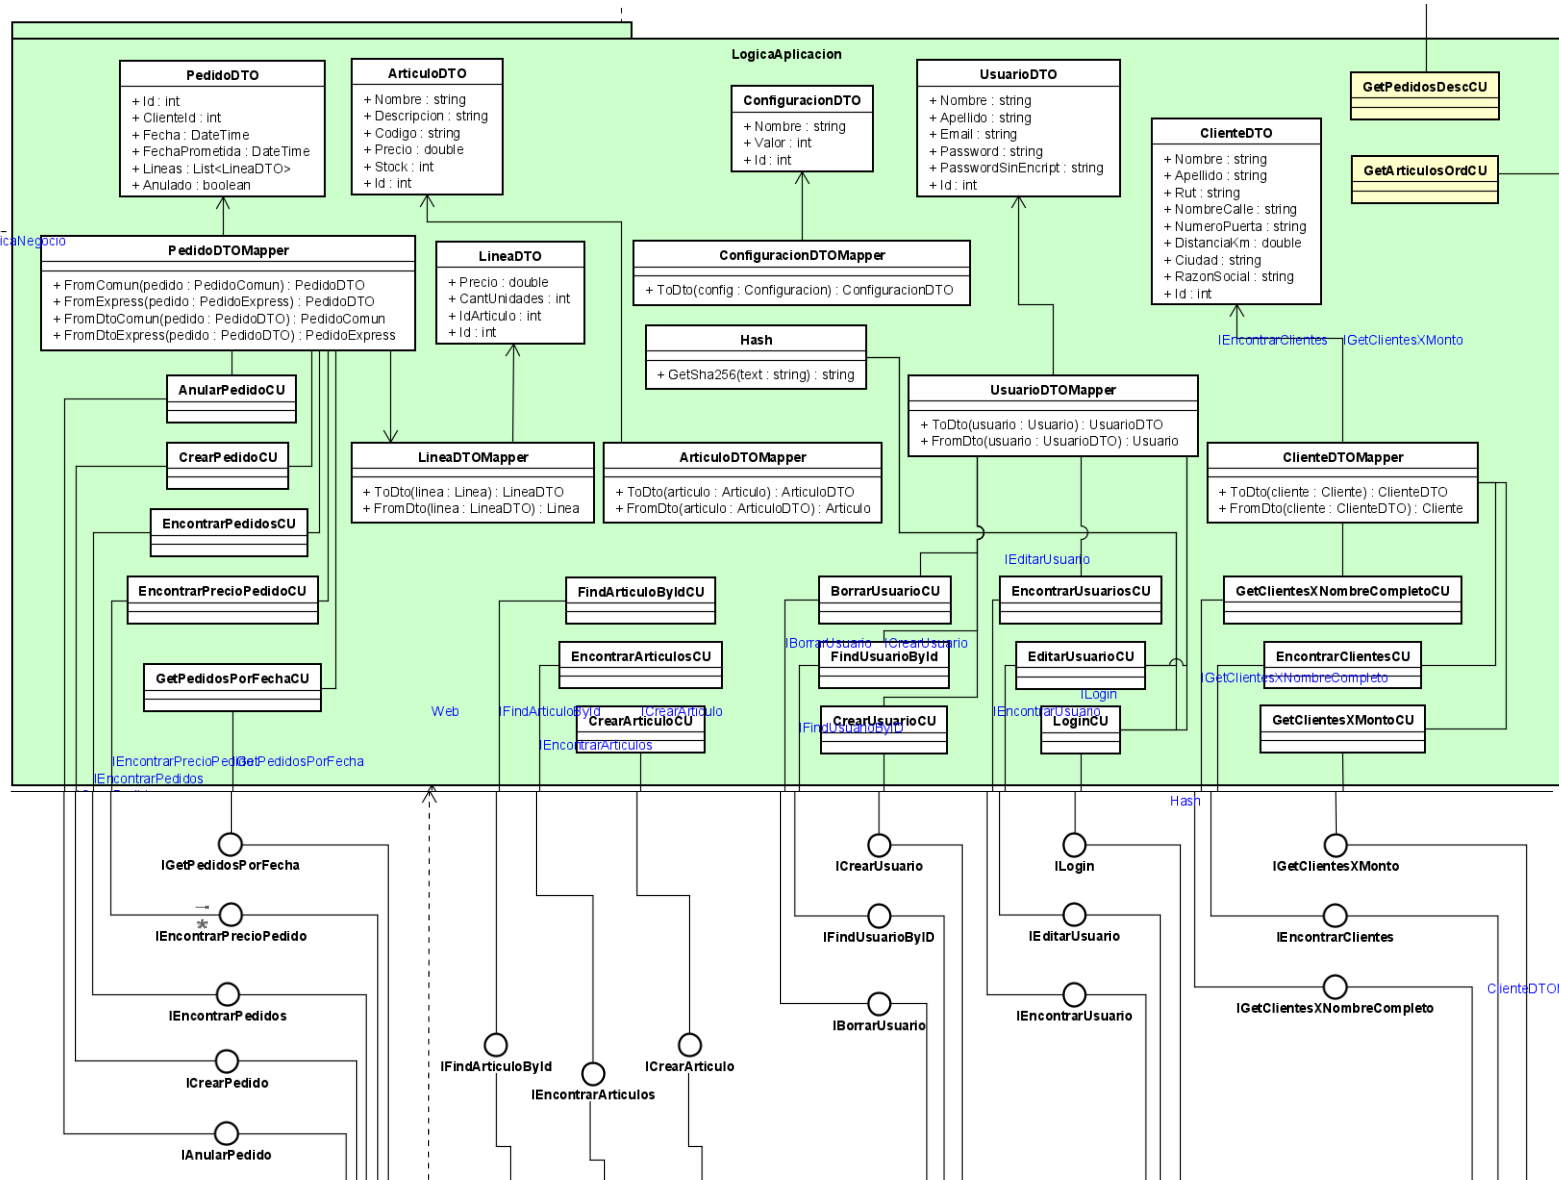 LogicaAplicacion
PedidoDTO
+ Id : int
+ ClienteId : int
+ Fecha : DateTime
+ FechaPrometida : DateTime
+ Lineas : List<LineaDTO>
+ Anulado : boolean
ArticuloDTO
+ Nombre : string
+ Descripcion : string
+ Codigo : string
+ Precio : double
+ Stock : int
+ Id : int
ConfiguracionDTO
+ Nombre : string
+ Valor : int
+ Id : int
UsuarioDTO
+ Nombre : string
+ Apellido : string
+ Email : string
+ Password : string
+ PasswordSinEncript : string
+ Id : int
ClienteDTO
+ Nombre : string
+ Apellido : string
+ Rut : string
+ NombreCalle : string
+ NumeroPuerta : string
+ DistanciaKm : double
+ Ciudad : string
+ RazonSocial : string
+ Id : int
GetPedidosDescCU
GetArticulosOrdCU
icaNegocio
PedidoDTOMapper
+ FromComun(pedido : PedidoComun) : PedidoDTO
+ FromExpress(pedido : PedidoExpress) : PedidoDTO
+ FromDtoComun(pedido : PedidoDTO) : PedidoComun
+ FromDtoExpress(pedido : PedidoDTO) : PedidoExpress
LineaDTO
+ Precio : double
+ CantUnidades : int
+ IdArticulo : int
+ Id : int
ConfiguracionDTOMapper
+ ToDto(config : Configuracion) : ConfiguracionDTO
Hash
+ GetSha256(text : string) : string
IEncontrarClientes
IGetClientesXMonto
UsuarioDTOMapper
+ ToDto(usuario : Usuario) : UsuarioDTO
+ FromDto(usuario : UsuarioDTO) : Usuario
AnularPedidoCU
CrearPedidoCU
LineaDTOMapper
+ ToDto(linea : Linea) : LineaDTO
+ FromDto(linea : LineaDTO) : Linea
ArticuloDTOMapper
+ ToDto(articulo : Articulo) : ArticuloDTO
+ FromDto(articulo : ArticuloDTO) : Articulo
ClienteDTOMapper
+ ToDto(cliente : Cliente) : ClienteDTO
+ FromDto(cliente : ClienteDTO) : Cliente
EncontrarPedidosCU
IEditarUsuario
EncontrarPrecioPedidoCU
FindArticuloByIdCU
BorrarUsuarioCU
EncontrarUsuariosCU
GetClientesXNombreCompletoCU
IBorrarUsuario
ICrearUsuario
EncontrarArticulosCU
FindUsuarioById
EditarUsuarioCU
EncontrarClientesCU
GetPedidosPorFechaCU
IGetClientesXNombreCompleto
ILogin
Web
IFindArticuloById
ICrearArticulo
IEncontrarUsuario
CrearArticuloCU
CrearUsuarioCU
LoginCU
GetClientesXMontoCU
IFindUsuarioByID
IEncontrarArticulos
IEncontrarPrecioPedido
IGetPedidosPorFecha
IEncontrarPedidos
Hash
IGetPedidosPorFecha
ICrearUsuario
ILogin
IGetClientesXMonto
*
IEncontrarPrecioPedido
IFindUsuarioByID
IEditarUsuario
IEncontrarClientes
ClienteDTO
IEncontrarPedidos
IBorrarUsuario
IEncontrarUsuario
IGetClientesXNombreCompleto
IFindArticuloById
ICrearArticulo
ICrearPedido
IEncontrarArticulos
IAnularPedido